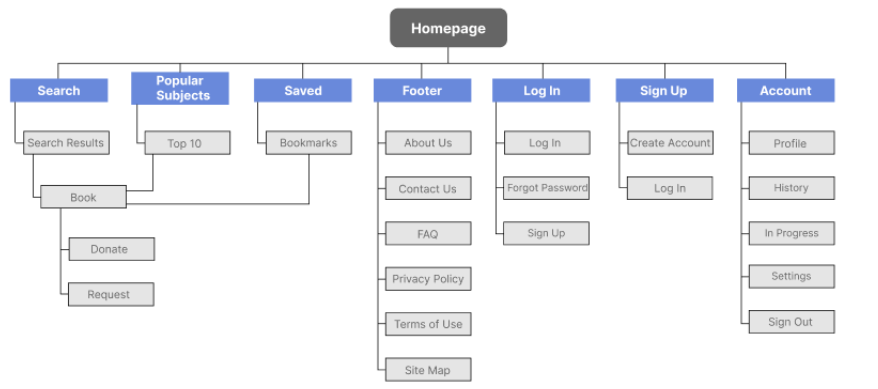 Homepage
Search
Popular
Subjects
Saved
Footer
Log In
Sign Up
Account
Search Results
Top 10
Bookmarks
About Us
Log In
Create Account
Profile
Book
Contact Us
Forgot Password
Log In
History
Donate
FAQ
Sign Up
In Progress
Request
Privacy Policy
Settings
Terms of Use
Sign Out
Site Map